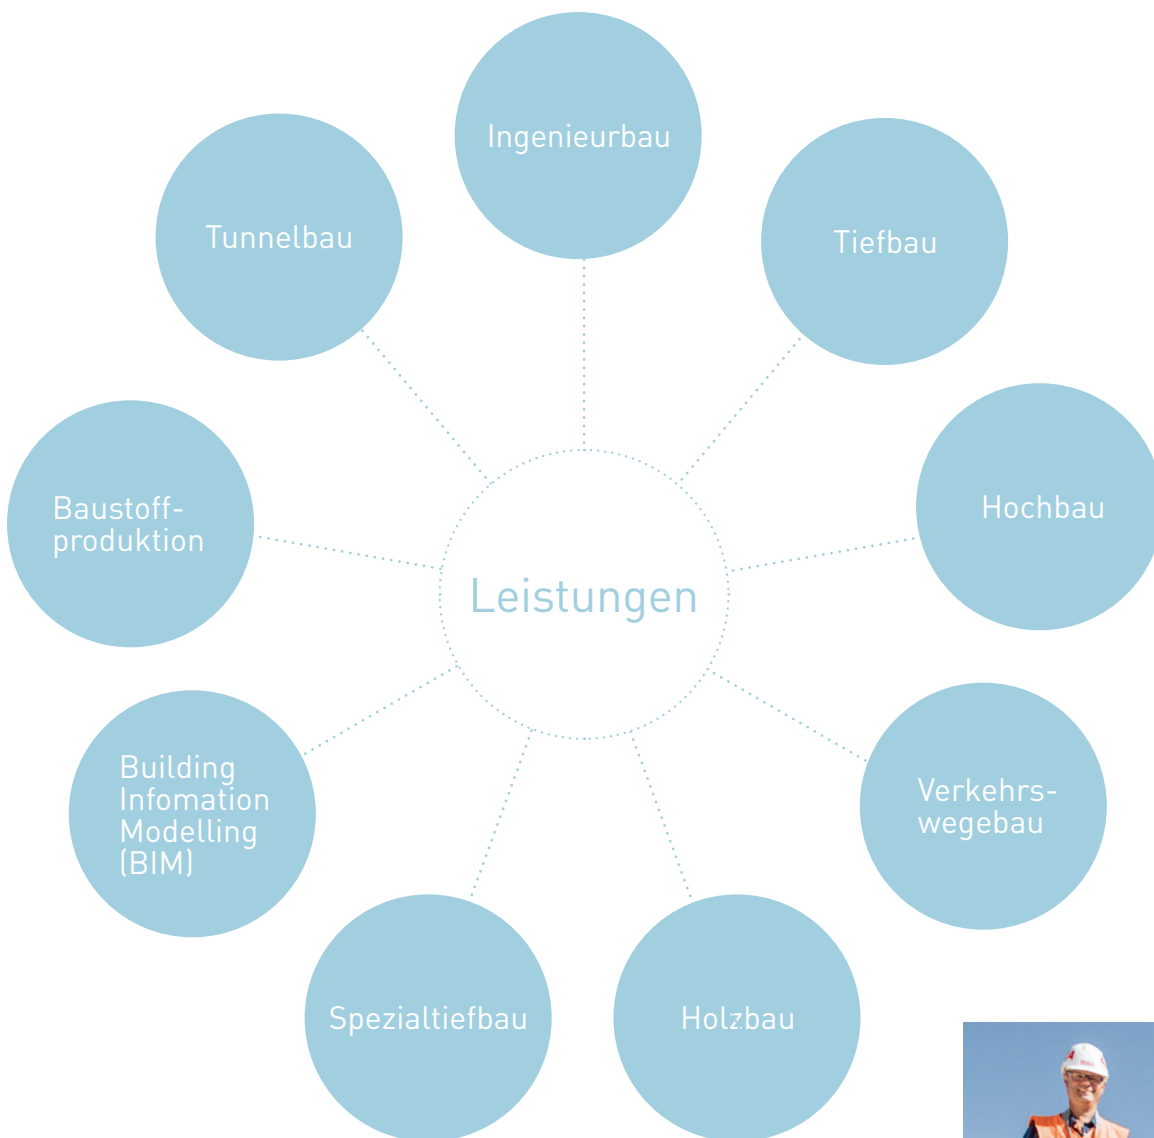 Ingenieurbau
Tunnelbau
Tiefbau
Baustoff-
produktion
Hochbau
Leistungen
Building
Infomation
Modelling
(BIM)
Verkehrs-
wegebau
Spezialtiefbau
Holzbau